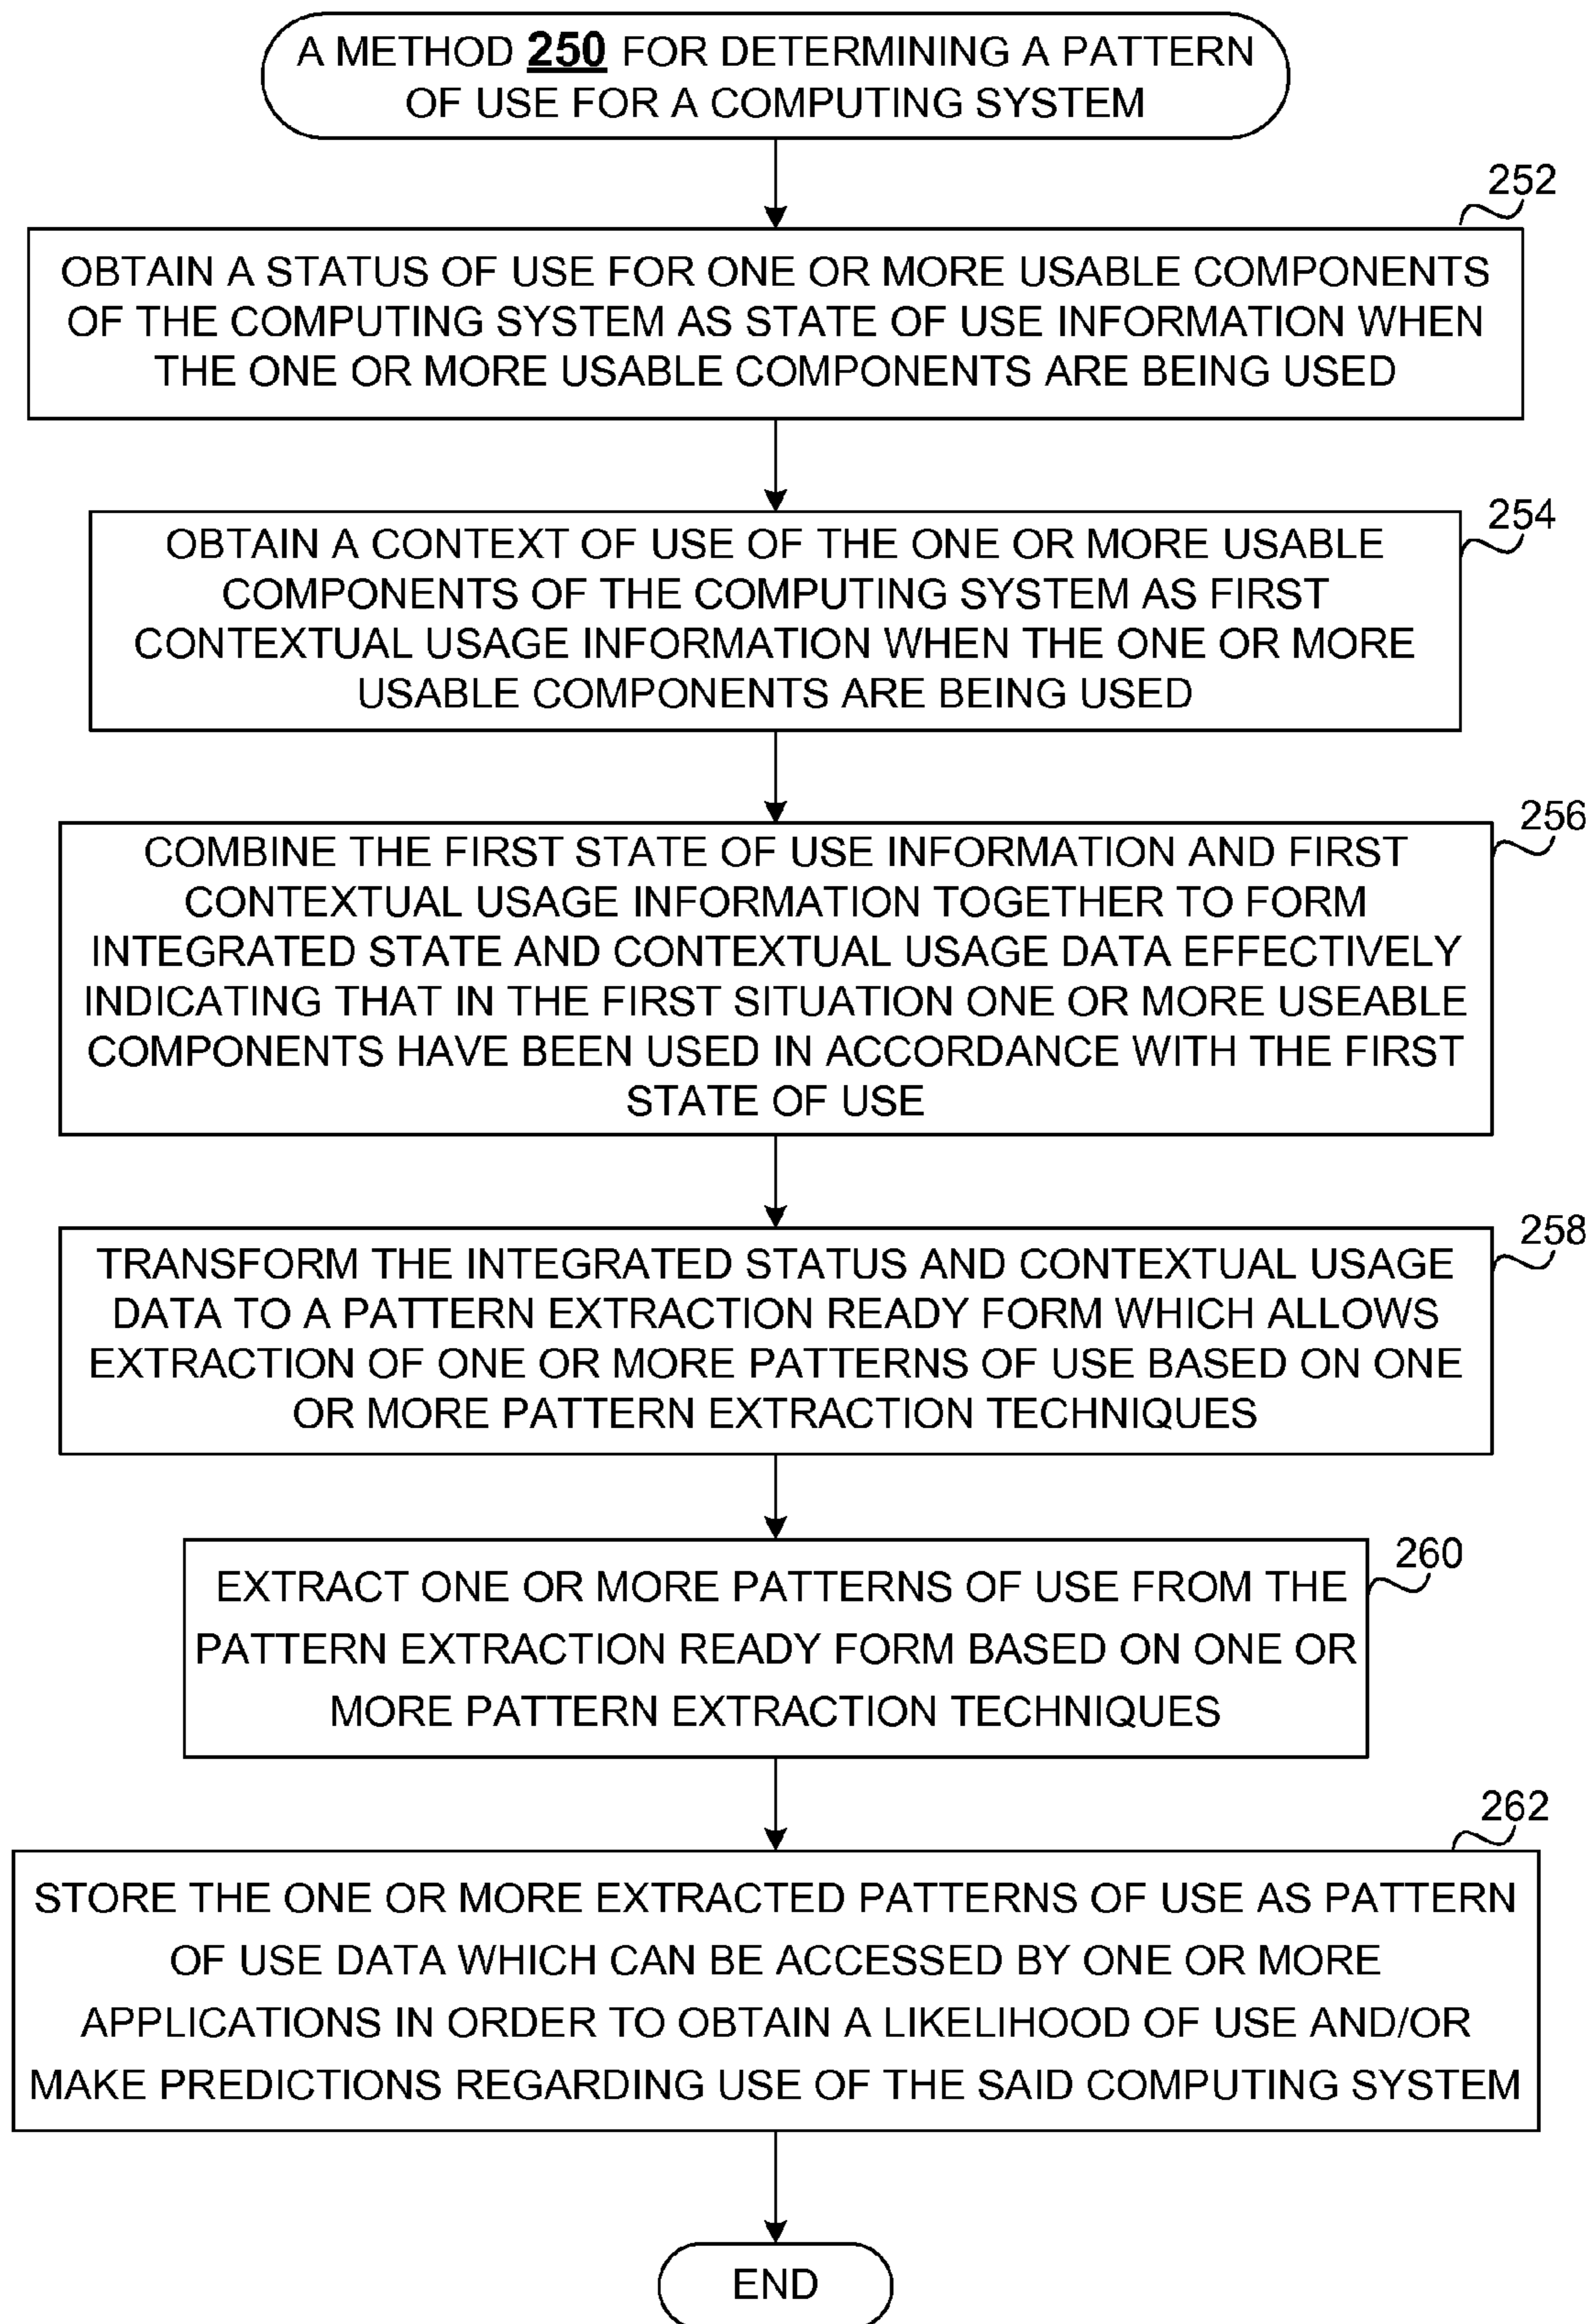 A METHOD 250 FOR DETERMINING A PATTERN
OF USE FOR A COMPUTING SYSTEM
252
OBTAIN A STATUS OF USE FOR ONE OR MORE USABLE COMPONENTS
OF THE COMPUTING SYSTEM AS STATE OF USE INFORMATION WHEN
THE ONE OR MORE USABLE COMPONENTS ARE BEING USED
254
OBTAIN A CONTEXT OF USE OF THE ONE OR MORE USABLE
COMPONENTS OF THE COMPUTING SYSTEM AS FIRST
CONTEXTUAL USAGE INFORMATION WHEN THE ONE OR MORE
USABLE COMPONENTS ARE BEING USED
256
COMBINE THE FIRST STATE OF USE INFORMATION AND FIRST
CONTEXTUAL USAGE INFORMATION TOGETHER TO FORM
INTEGRATED STATE AND CONTEXTUAL USAGE DATA EFFECTIVELY
INDICATING THAT IN THE FIRST SITUATION ONE OR MORE USEABLE
COMPONENTS HAVE BEEN USED IN ACCORDANCE WITH THE FIRST
STATE OF USE
258
TRANSFORM THE INTEGRATED STATUS AND CONTEXTUAL USAGE
DATA TO A PATTERN EXTRACTION READY FORM WHICH ALLOWS
EXTRACTION OF ONE OR MORE PATTERNS OF USE BASED ON ONE
OR MORE PATTERN EXTRACTION TECHNIQUES
260
EXTRACT ONE OR MORE PATTERNS OF USE FROM THE
PATTERN EXTRACTION READY FORM BASED ON ONE OR
MORE PATTERN EXTRACTION TECHNIQUES
262
STORE THE ONE OR MORE EXTRACTED PATTERNS OF USE AS PATTERN
OF USE DATA WHICH CAN BE ACCESSED BY ONE OR MORE
APPLICATIONS IN ORDER TO OBTAIN A LIKELIHOOD OF USE AND/OR
MAKE PREDICTIONS REGARDING USE OF THE SAID COMPUTING SYSTEM
END